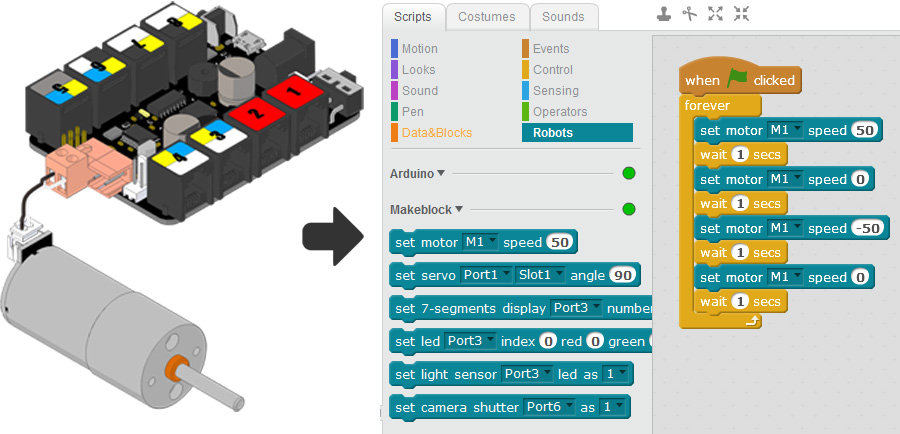 8
7
6
5
4
3
2
1
Scripts
Costumes
Sounds
Motion
Events
Looks
Control
Sound
Sensing
Pen
Operators
Data&Blocks
Robots
Arduino
Makeblock
set motor M1 speed 50
set servo Port1 Slot1 angle 90
set 7-segments display Port3 number
set led Port3 index 0 red 0 green
set light sensor Port3 led as 1
set camera shutter Port6 as 1
when clicked
forever
set motor M1 speed 50
wait 1 secs
set motor M1 speed 0
wait 1 secs
set motor M1 speed -50
wait 1 secs
set motor M1 speed 0
wait 1 secs